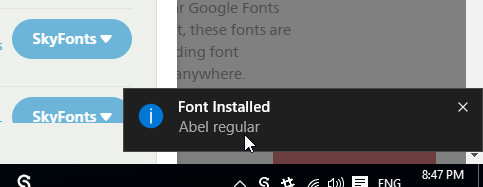 SkyFonts
SkyFonts
r Google Fonts
t, these fonts are
ding font
anywhere.
Font Installed
Abel regular
ENG
8:47 PM